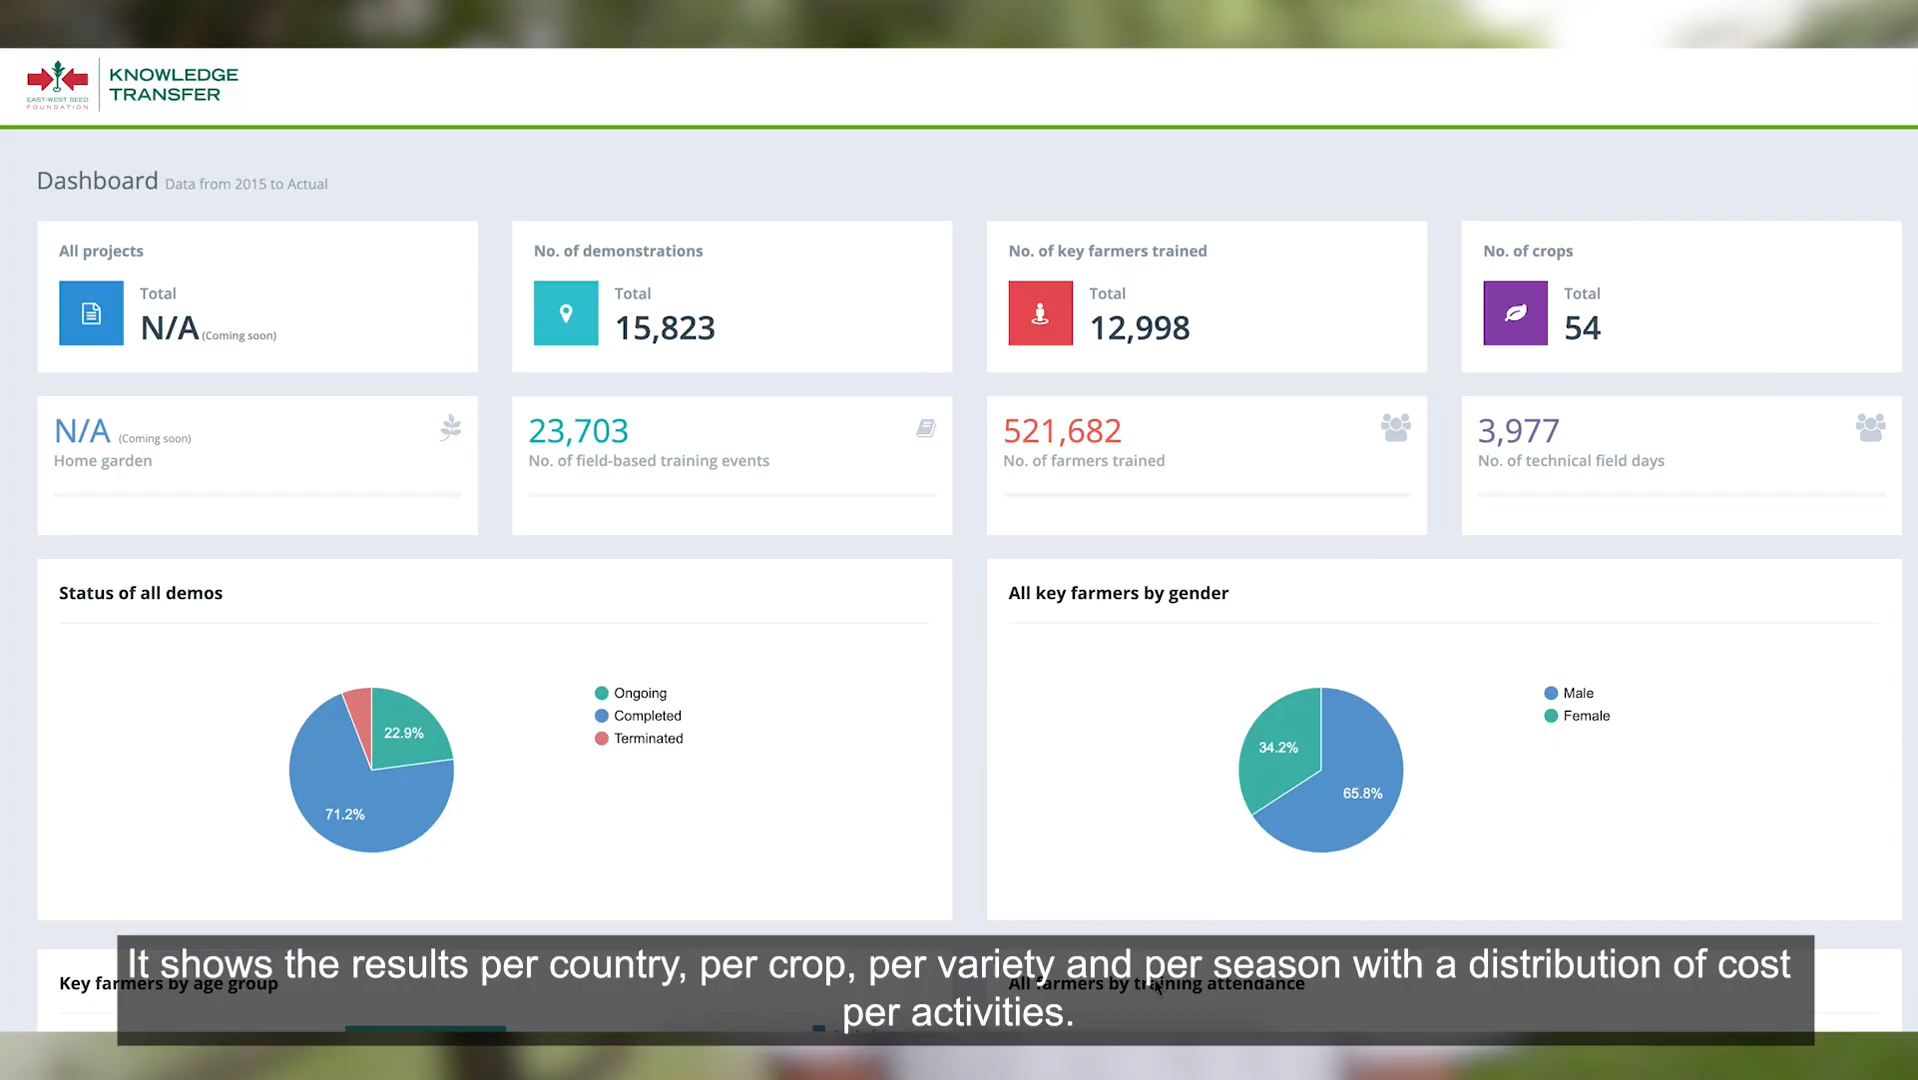 EAST-WEST SEED
FOUNDATION
KNOWLEDGE
TRANSFER
Dashboard Data from 2015 to Actual
All projects
Total
N/A (Coming soon)
No. of demonstrations
Total
15,823
No. of key farmers trained
Total
12,998
No. of crops
Total
54
N/A (Coming soon)
Home garden
23,703
No. of field-based training events
521,682
No. of farmers trained
3,977
No. of technical field days
Status of all demos
22.9%
71.2%
Ongoing
Completed
Terminated
All key farmers by gender
34.2%
65.8%
Male
Female
Key farmers by age group
All farmers by training attendance
It shows the results per country, per crop, per variety and per season with a distribution of cost
per activities.